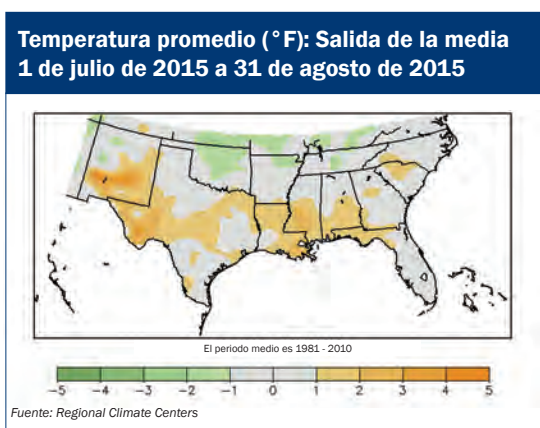 Temperatura promedio (°F): Salida de la media
1 de julio de 2015 a 31 de agosto de 2015
El periodo medio es 1981 - 2010
-5 -4 -3 -2 -1 0 1 2 3 4 5
Fuente: Regional Climate Centers